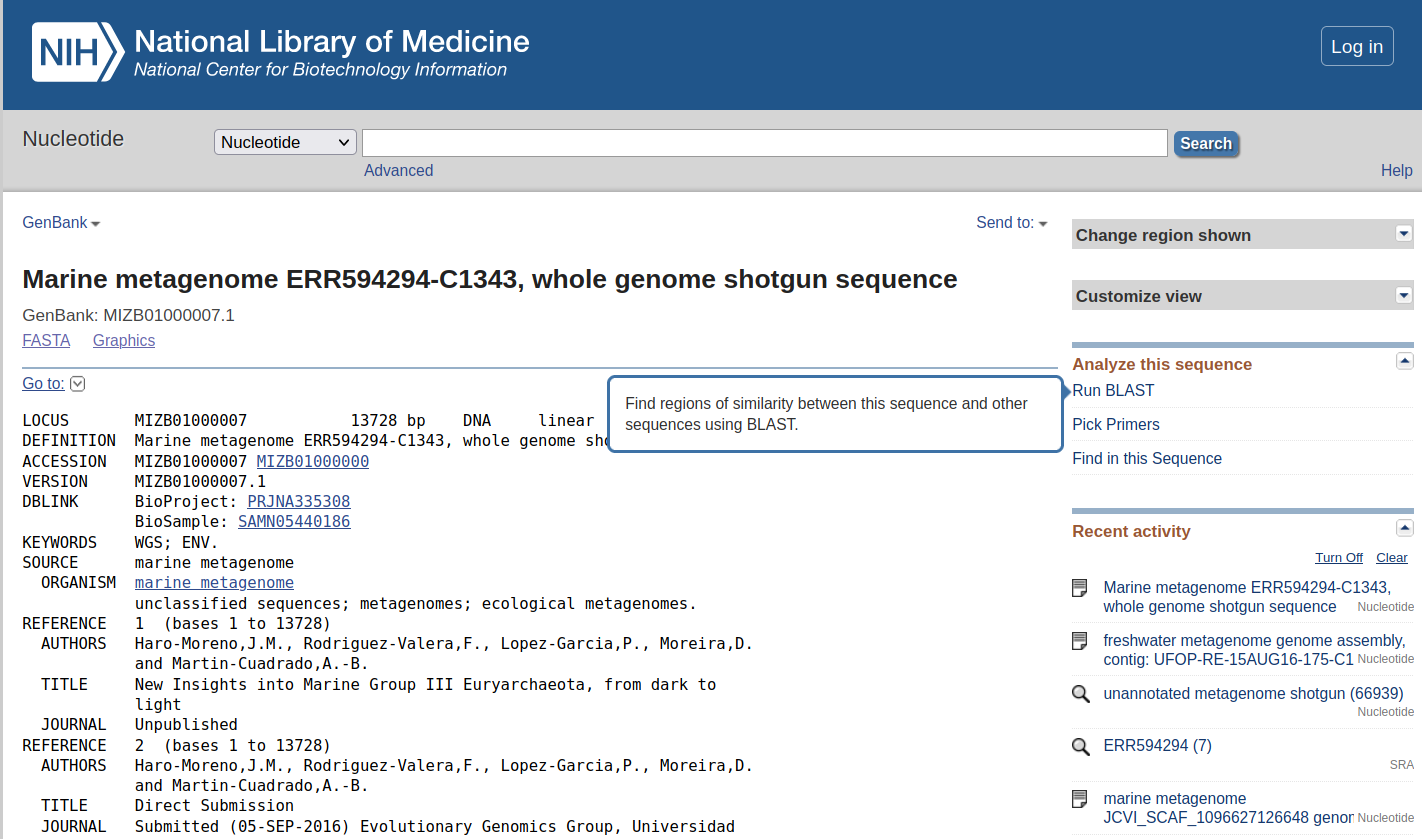 NIH National Library of Medicine
National Center for Biotechnology Information
Log in
Nucleotide
Nucleotide
Search
Advanced
Help
GenBank
Send to:
Marine metagenome ERR594294-C1343, whole genome shotgun sequence
GenBank: MIZB01000007.1
FASTA Graphics
Go to:
LOCUS MIZB01000007 13728 bp DNA linear
DEFINITION Marine metagenome ERR594294-C1343, whole genome
ACCESSION MIZB01000007 MIZB01000000
VERSION MIZB01000007.1
DBLINK BioProject: PRJNA335308
BioSample: SAMN05440186
KEYWORDS WGS; ENV.
SOURCE marine metagenome
ORGANISM marine metagenome
unclassified sequences; metagenomes; ecological metagenomes.
REFERENCE 1 (bases 1 to 13728)
AUTHORS Haro-Moreno,J.M., Rodriguez-Valera,F., Lopez-Garcia,P., Moreira,D.
and Martin-Cuadrado,A.-B.
TITLE New Insights into Marine Group III Euryarchaeota, from dark to
light
JOURNAL Unpublished
REFERENCE 2 (bases 1 to 13728)
AUTHORS Haro-Moreno,J.M., Rodriguez-Valera,F., Lopez-Garcia,P., Moreira,D.
and Martin-Cuadrado,A.-B.
TITLE Direct Submission
JOURNAL Submitted (05-SEP-2016) Evolutionary Genomics Group, Universidad
Find regions of similarity between this sequence and other
sequences using BLAST.
Change region shown
Customize view
Analyze this sequence
Run BLAST
Pick Primers
Find in this Sequence
Recent activity
Turn Off Clear
Marine metagenome ERR594294-C1343,
whole genome shotgun sequence Nucleotide
freshwater metagenome genome assembly,
contig: UFOP-RE-15AUG16-175-C1 Nucleotide
unannotated metagenome shotgun (66939)
Nucleotide
ERR594294 (7)
SRA
marine metagenome
JCVI_SCAF_1096627126648 Nucleotide